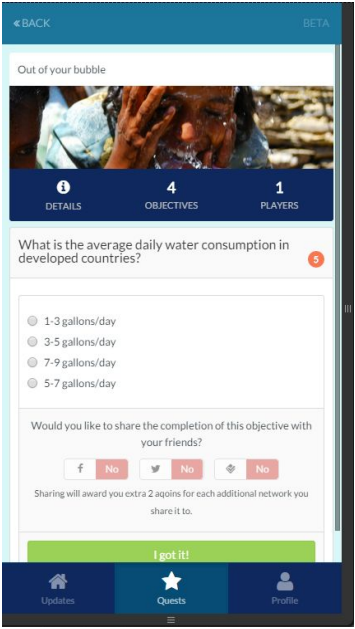 BACK
BETA
Out of your bubble
4
1
DETAILS
OBJECTIVES
PLAYERS
What is the average daily water consumption in
developed countries?
5
1-3 gallons/day
3-5 gallons/day
7-9 gallons/day
5-7 gallons/day
Would you like to share the completion of this objective with
your friends?
No
No
No
Sharing will award you extra 2 aqoins for each additional network you
share it to.
I got it!
Updates
Quests
Profile